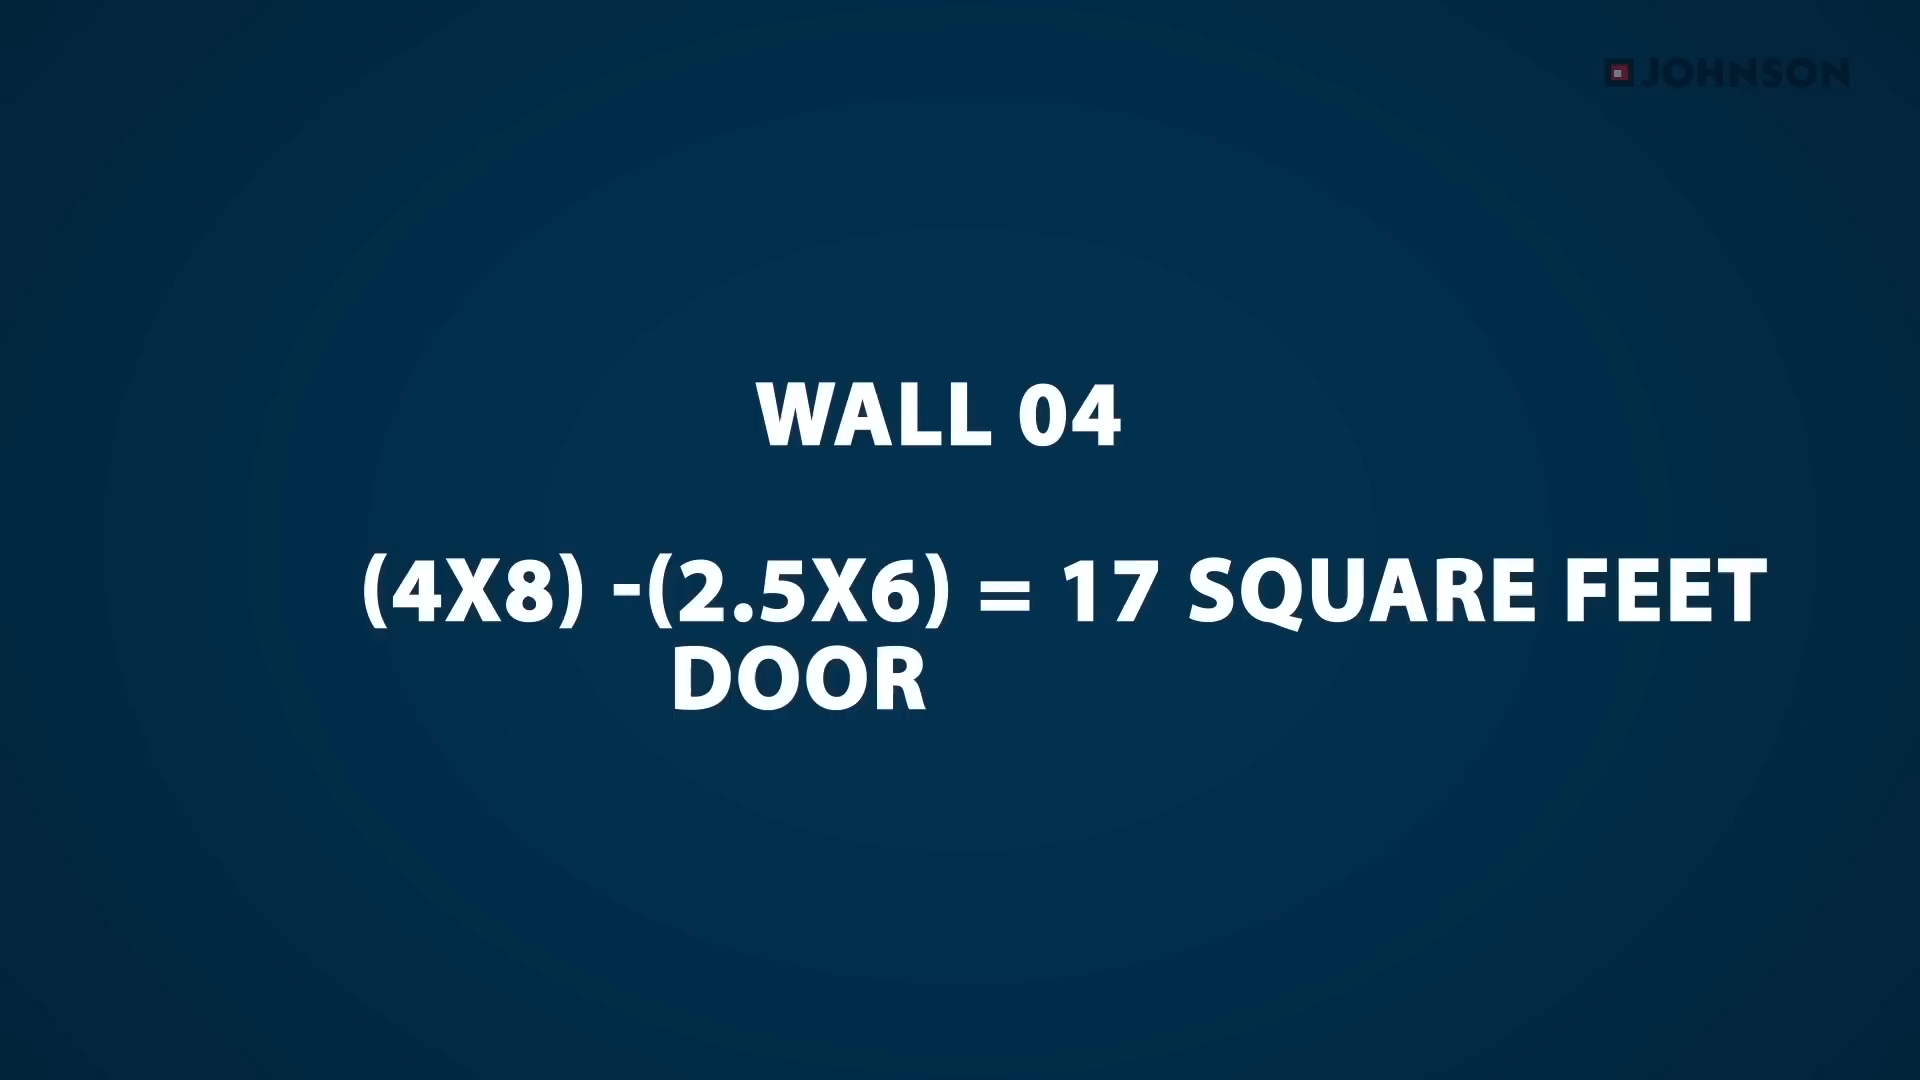 JOHNSON
WALL 04
(4X8) -(2.5X6) = 17 SQUARE FEET
DOOR